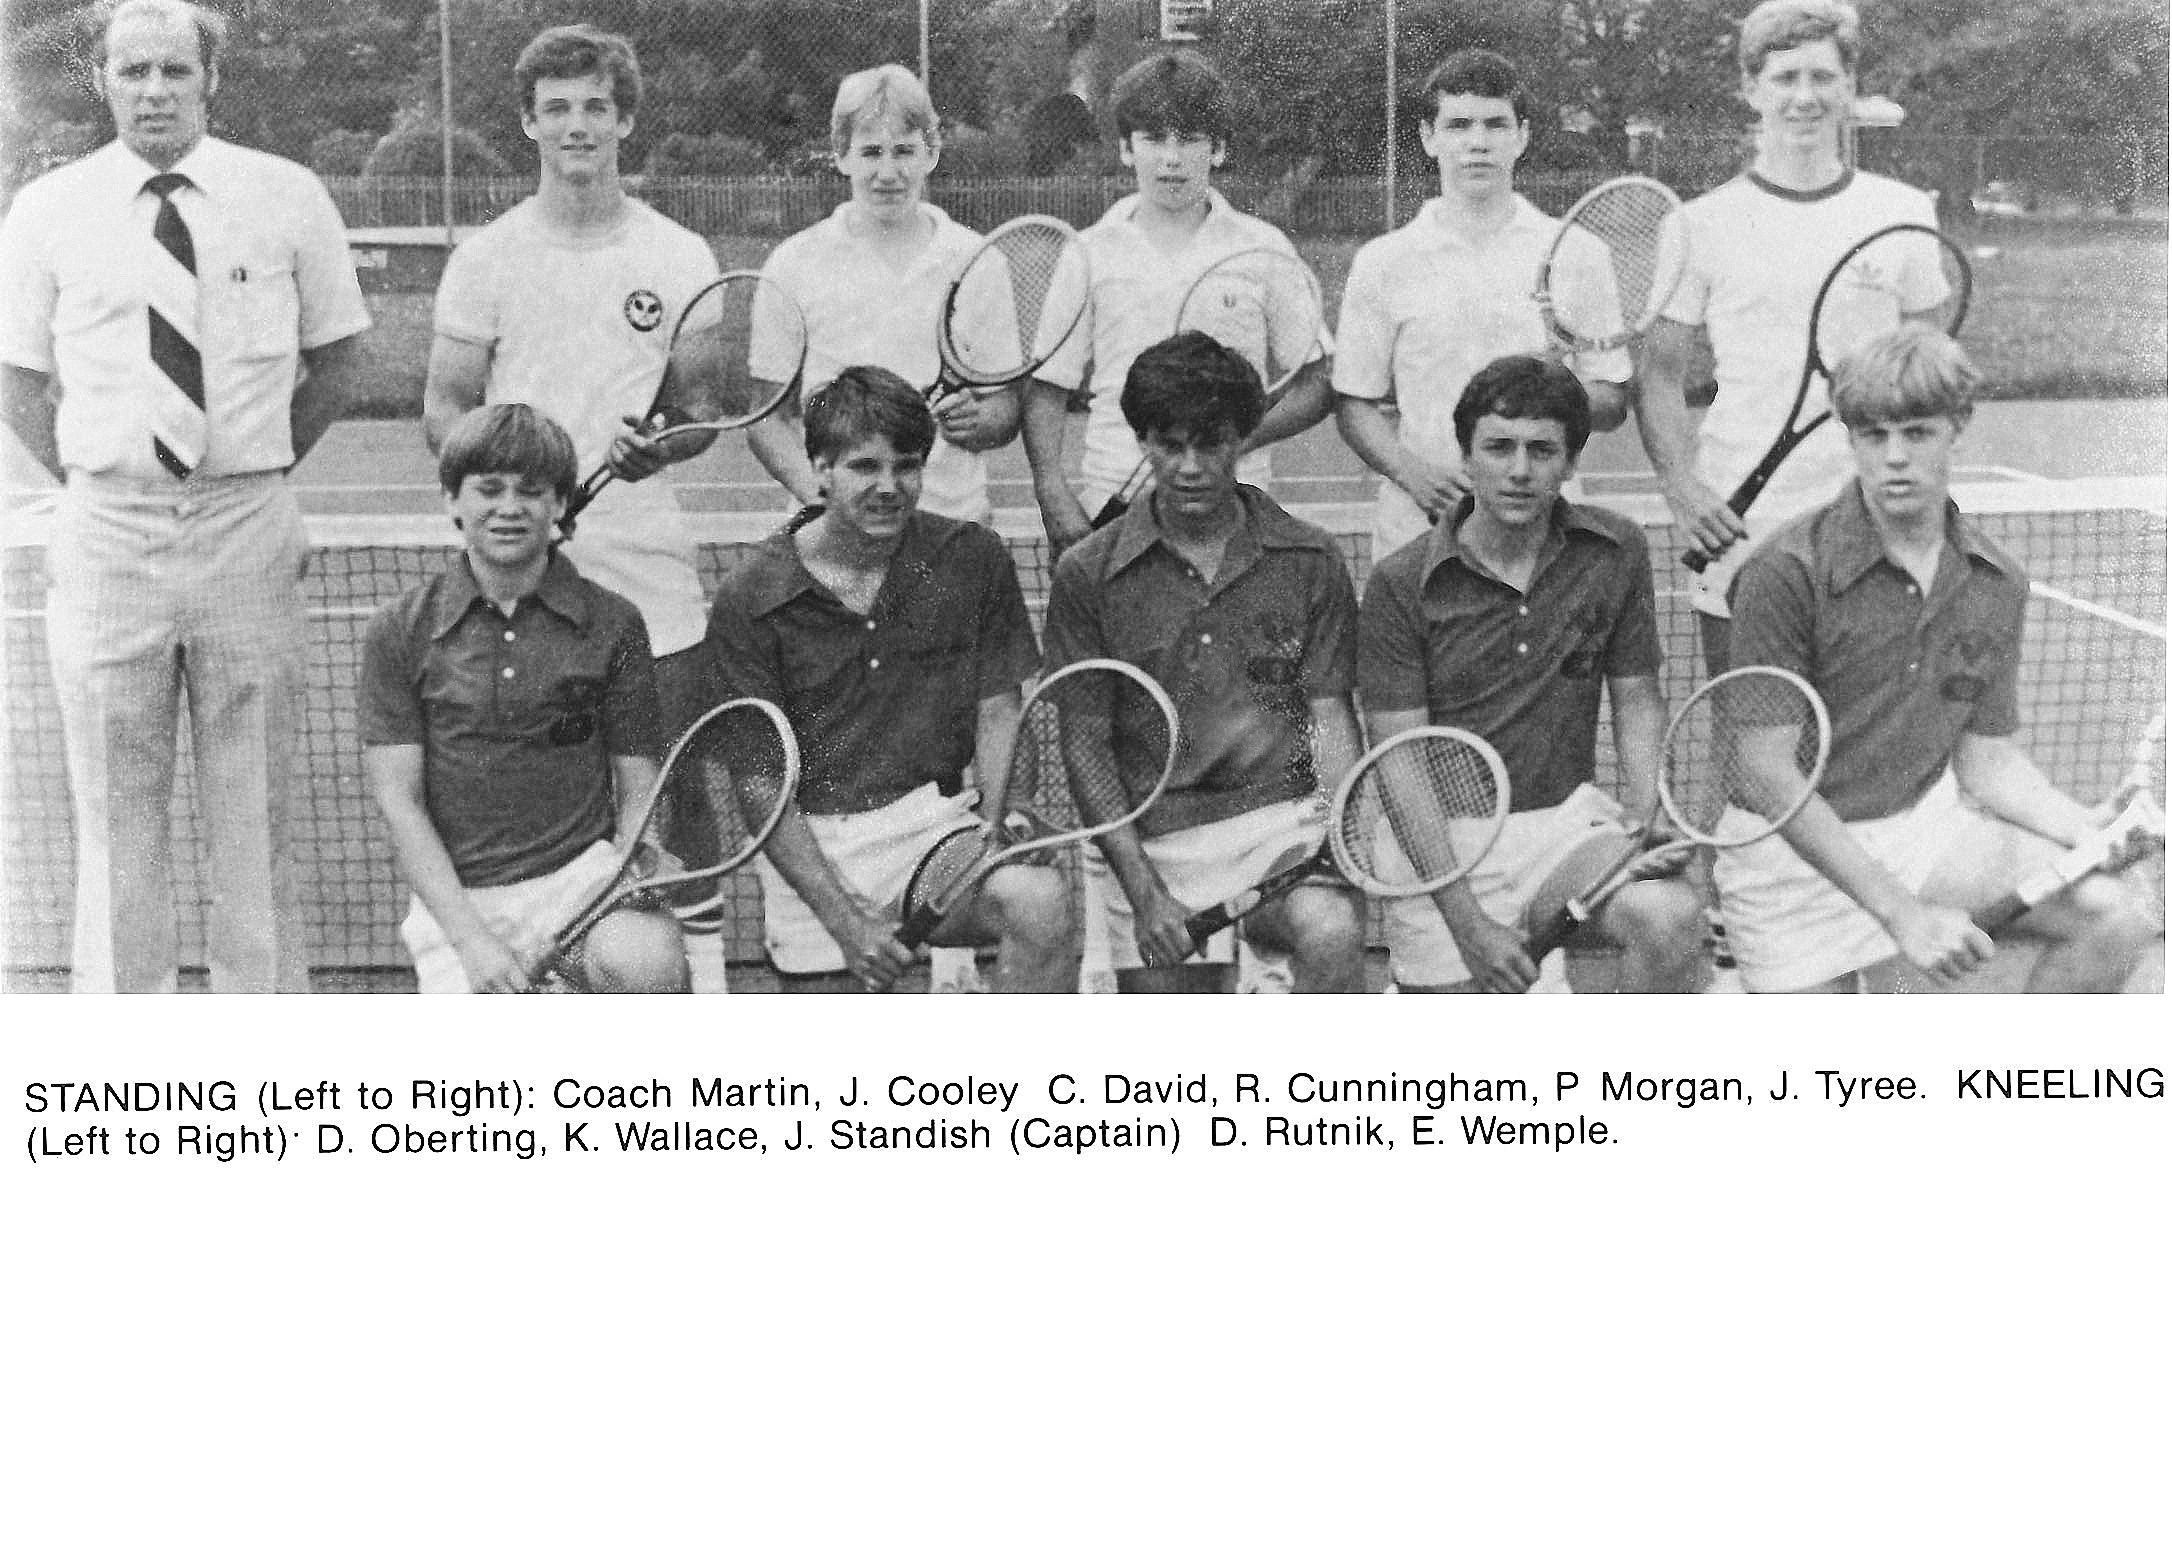 STANDING (Left to Right): Coach Martin, J. Cooley C. David, R. Cunningham, P Morgan, J. Tyree. KNEELING
(Left to Right)· D. Oberting, K. Wallace, J. Standish (Captain) D. Rutnik, E. Wemple.